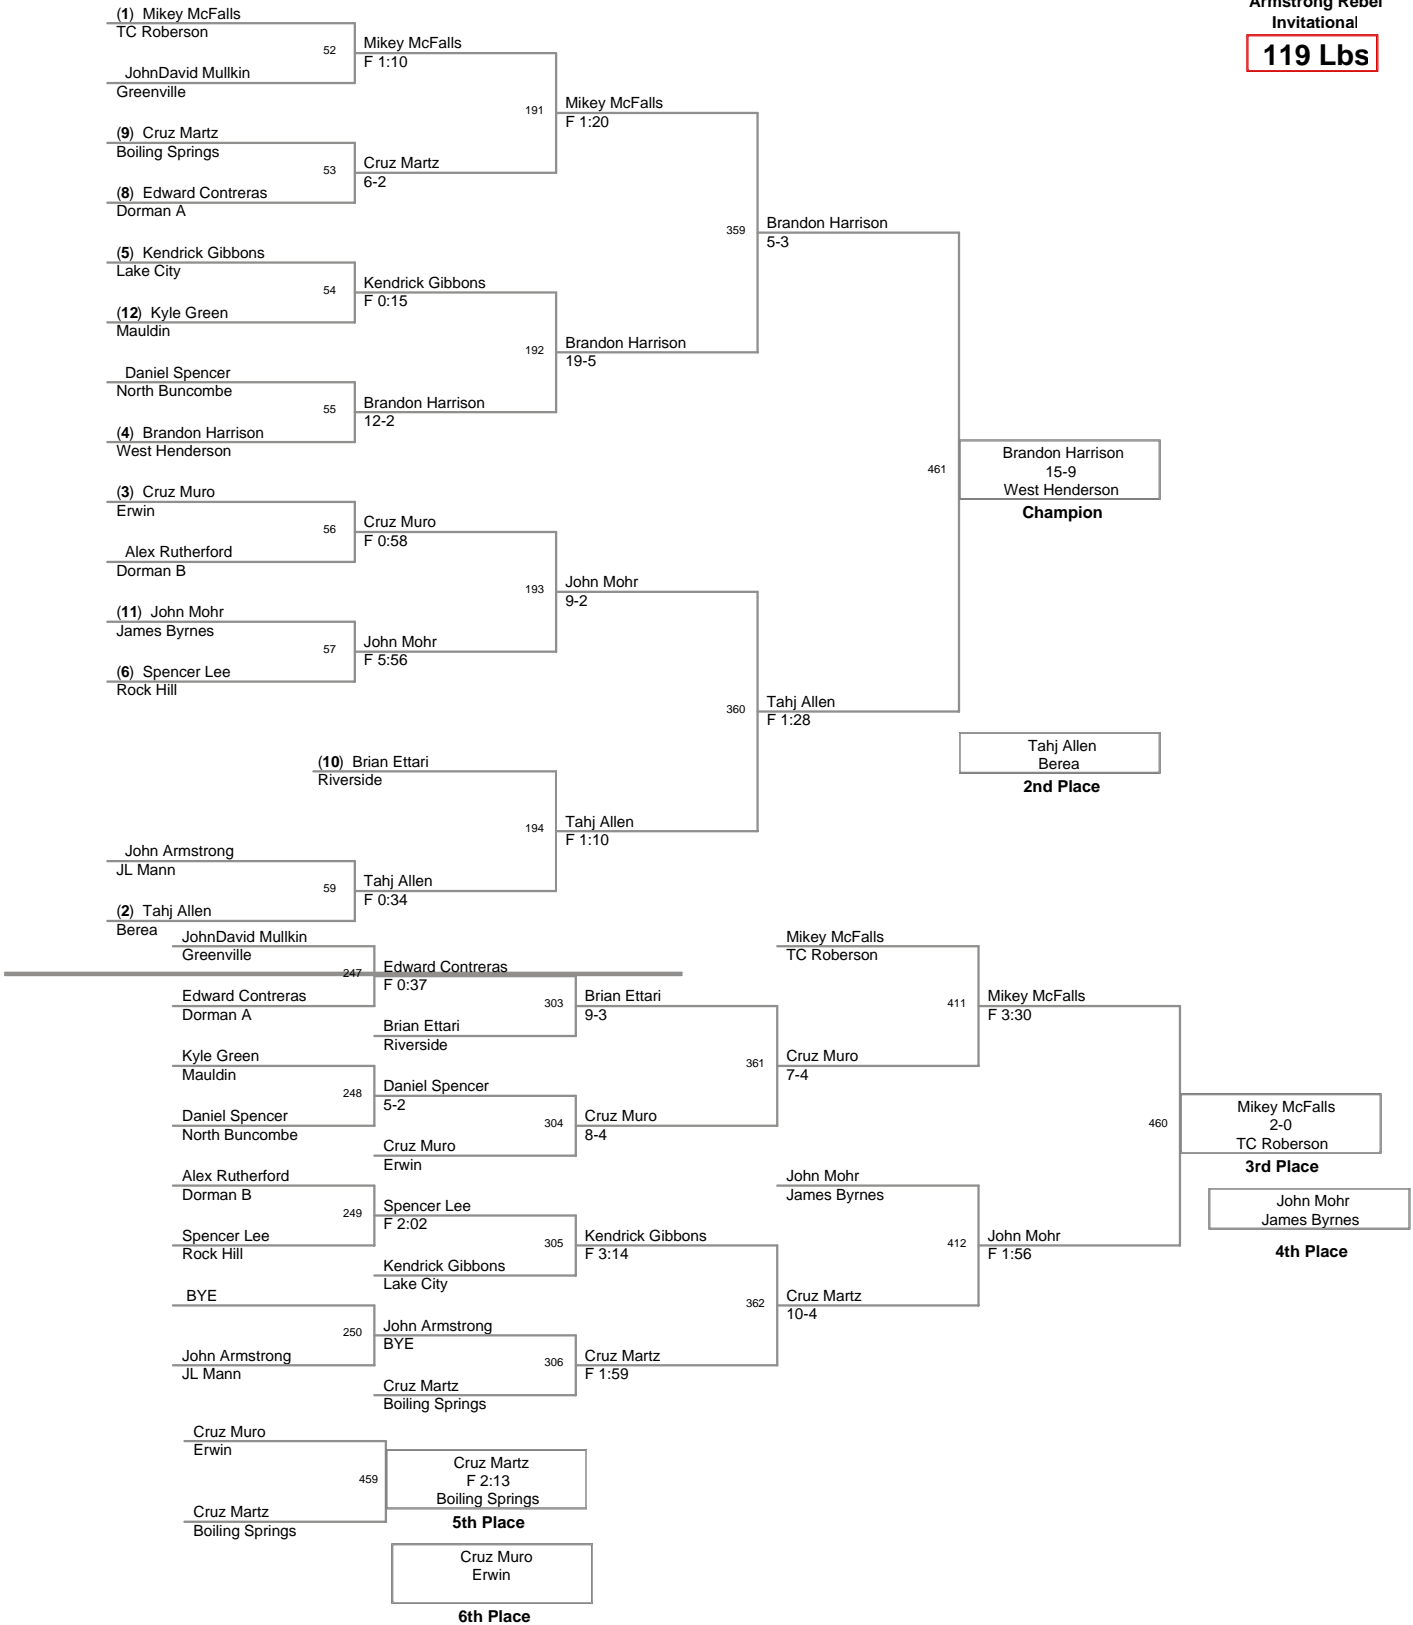 Armstrong Rebel
Invitational
119 Lbs
(1) Mikey McFalls
TC Roberson
52
JohnDavid Mullkin
Greenville
Mikey McFalls
F 1:10
(9) Cruz Martz
Boiling Springs
53
(8) Edward Contreras
Dorman A
Cruz Martz
6-2
191
Mikey McFalls
F 1:20
(5) Kendrick Gibbons
Lake City
54
(12) Kyle Green
Mauldin
Kendrick Gibbons
F 0:15
Daniel Spencer
North Buncombe
55
(4) Brandon Harrison
West Henderson
Brandon Harrison
12-2
192
Brandon Harrison
19-5
359
Brandon Harrison
5-3
(3) Cruz Muro
Erwin
56
Alex Rutherford
Dorman B
Cruz Muro
F 0:58
(11) John Mohr
James Byrnes
57
(6) Spencer Lee
Rock Hill
John Mohr
F 5:56
193
John Mohr
9-2
(10) Brian Ettari
Riverside
John Armstrong
JL Mann
59
(2) Tahj Allen
Berea
Tahj Allen
F 0:34
194
Tahj Allen
F 1:10
360
Tahj Allen
F 1:28
461
Brandon Harrison
15-9
West Henderson
Champion
Tahj Allen
Berea
2nd Place
JohnDavid Mullkin
Greenville
247
Edward Contreras
Dorman A
Edward Contreras
F 0:37
Brian Ettari
Riverside
303
Brian Ettari
9-3
Kyle Green
Mauldin
248
Daniel Spencer
North Buncombe
Daniel Spencer
5-2
Cruz Muro
Erwin
304
Cruz Muro
8-4
361
Cruz Muro
7-4
Mikey McFalls
TC Roberson
411
Mikey McFalls
F 3:30
Alex Rutherford
Dorman B
249
Spencer Lee
Rock Hill
Spencer Lee
F 2:02
Kendrick Gibbons
Lake City
305
Kendrick Gibbons
F 3:14
BYE
250
John Armstrong
JL Mann
John Armstrong
BYE
Cruz Martz
Boiling Springs
306
Cruz Martz
F 1:59
362
Cruz Martz
10-4
John Mohr
James Byrnes
412
John Mohr
F 1:56
460
Mikey McFalls
2-0
TC Roberson
3rd Place
John Mohr
James Byrnes
4th Place
Cruz Muro
Erwin
459
Cruz Martz
Boiling Springs
Cruz Martz
F 2:13
Boiling Springs
5th Place
Cruz Muro
Erwin
6th Place